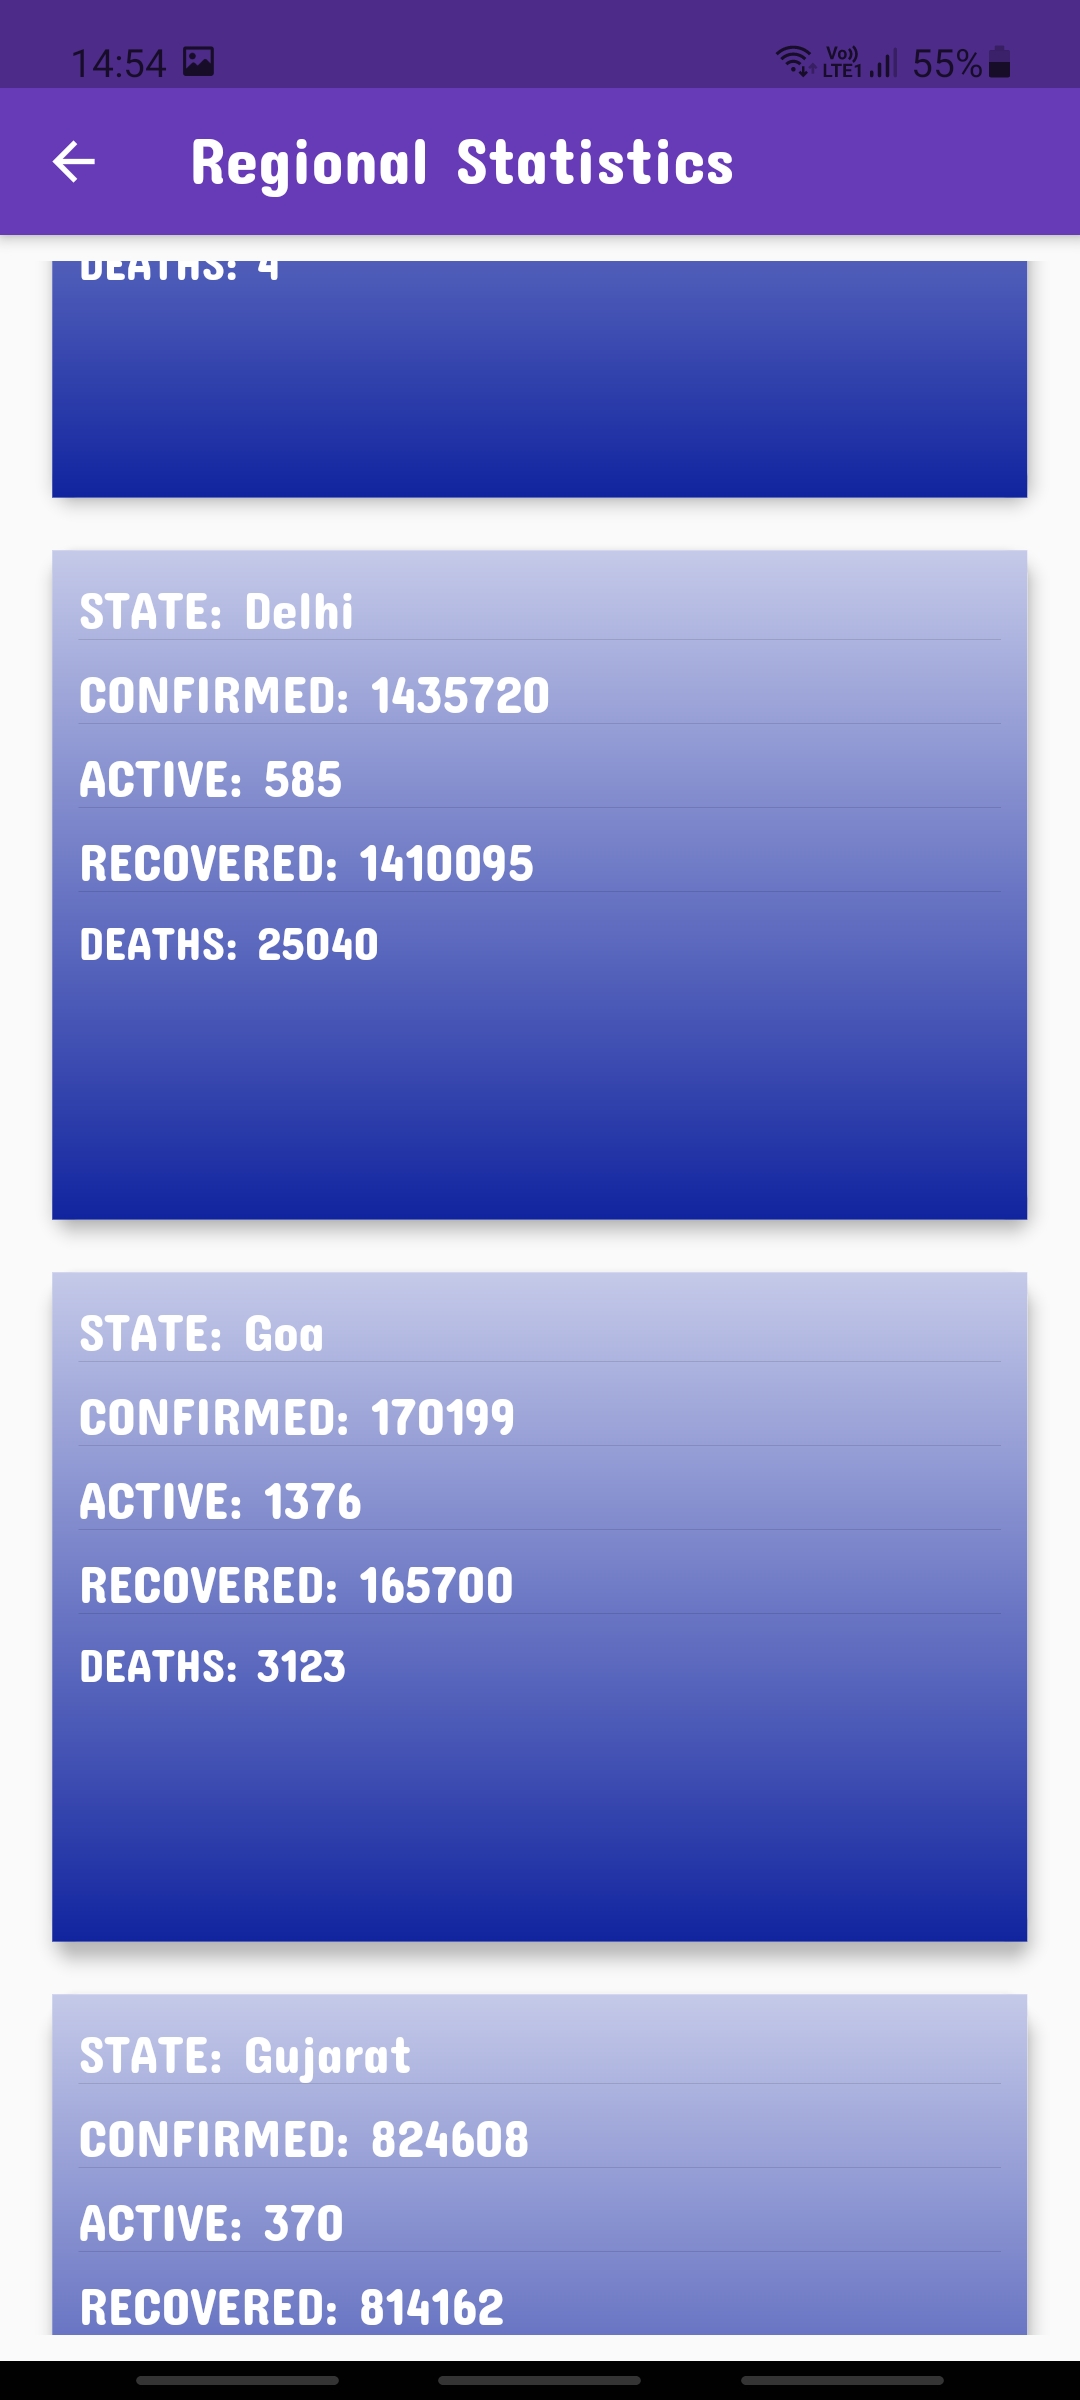 14:54 Vo)) LTE1 55%
Regional Statistics
DEATHS: 4
STATE: Delhi
CONFIRMED: 1435720
ACTIVE: 585
RECOVERED: 1410095
DEATHS: 25040
STATE: Goa
CONFIRMED: 170199
ACTIVE: 1376
RECOVERED: 165700
DEATHS: 3123
STATE: Gujarat
CONFIRMED: 824608
ACTIVE: 370
RECOVERED: 814162